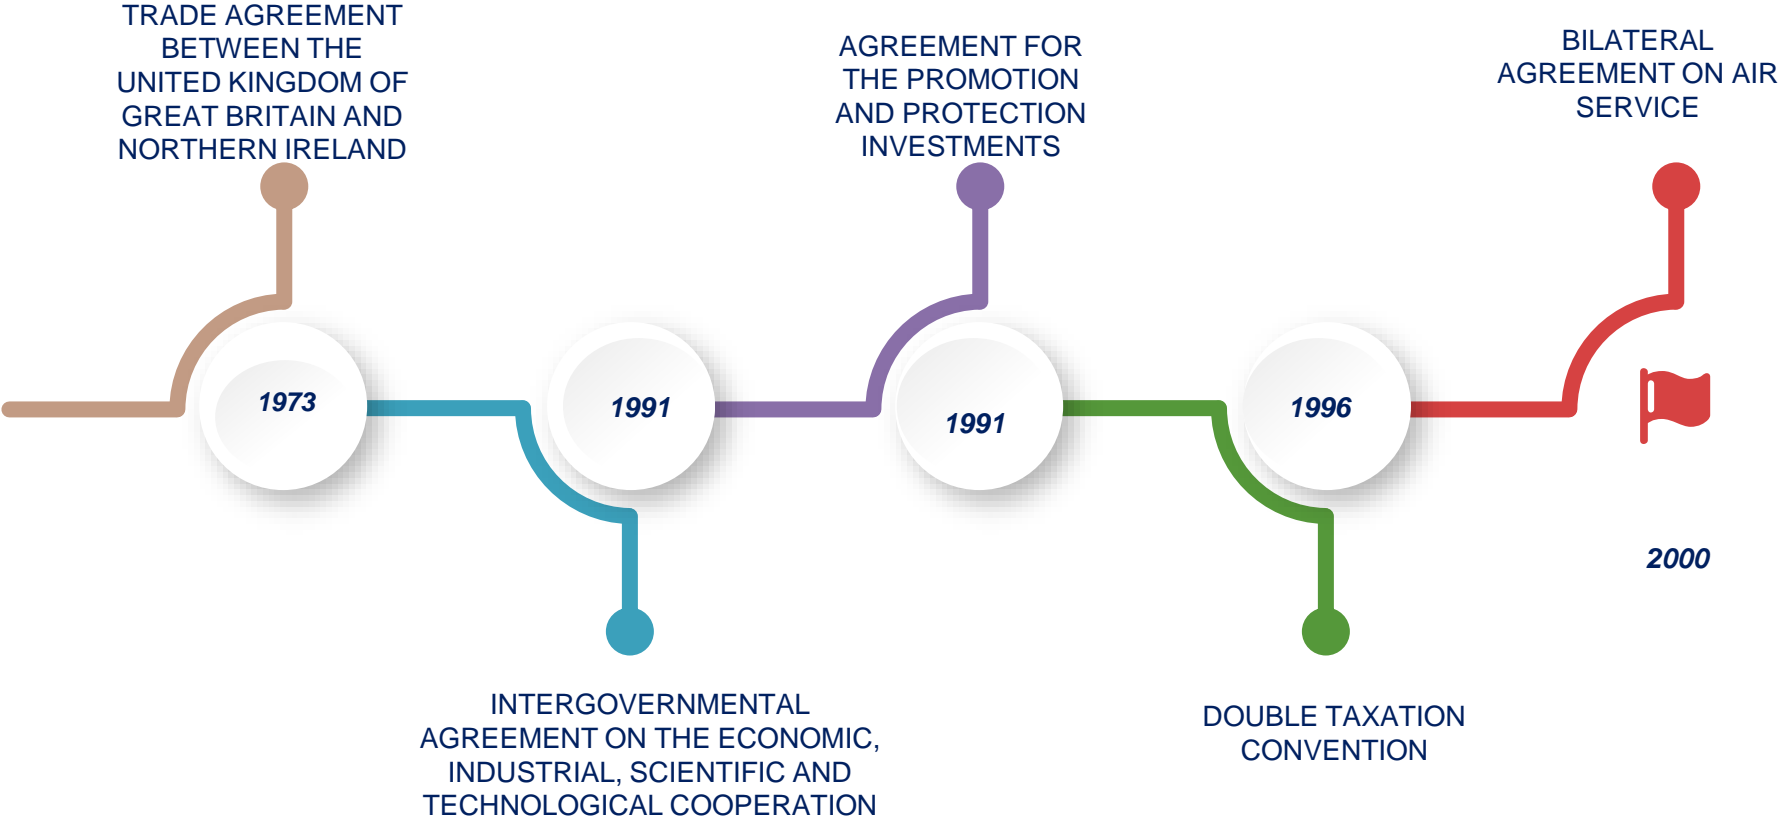 TRADE AGREEMENT
BETWEEN THE
UNITED KINGDOM OF
GREAT BRITAIN AND
NORTHERN IRELAND
1973
INTERGOVERNMENTAL
AGREEMENT ON THE ECONOMIC,
INDUSTRIAL, SCIENTIFIC AND
TECHNOLOGICAL COOPERATION
1991
AGREEMENT FOR
THE PROMOTION
AND PROTECTION
INVESTMENTS
1991
DOUBLE TAXATION
CONVENTION
1996
BILATERAL
AGREEMENT ON AIR
SERVICE
2000